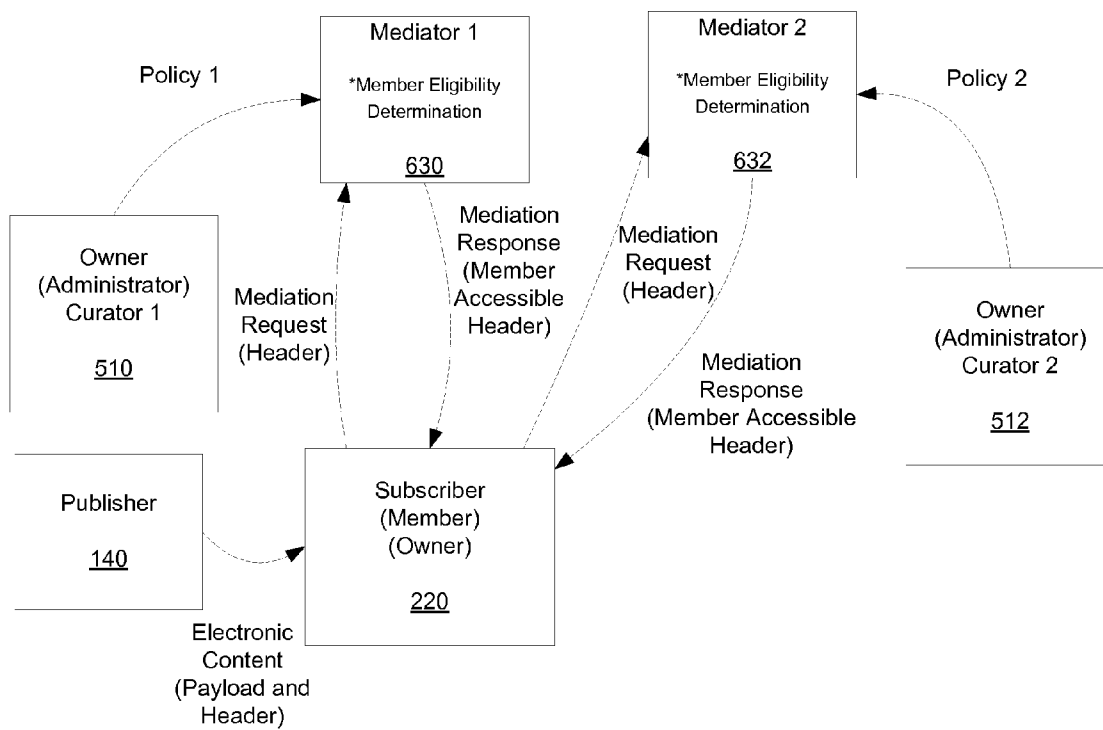 Mediator 1
*Member Eligibility
Determination
630
Mediator 2
*Member Eligibility
Determination
632
Policy 1
Policy 2
Owner
(Administrator)
Curator 1
510
Mediation
Request
(Header)
Mediation
Response
(Member
Accessible
Header)
Mediation
Request
(Header)
Mediation
Response
(Member Accessible
Header)
Owner
(Administrator)
Curator 2
512
Publisher
140
Subscriber
(Member)
(Owner)
220
Electronic
Content
(Payload and
Header)